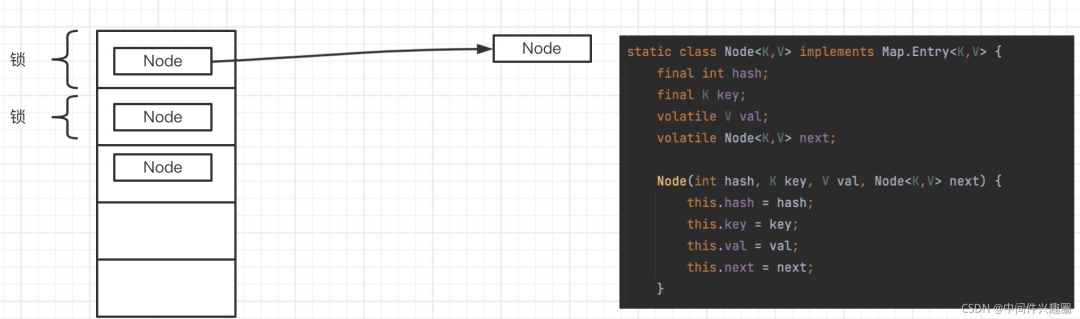 锁
Node
Node
锁
Node
Node
static class Node<K,V> implements Map.Entry<K,V> {
final int hash;
final K key;
volatile V val;
volatile Node<K,V> next;
Node(int hash, K key, V val, Node<K,V> next) {
this.hash = hash;
this.key = key;
this.val = val;
this.next = next;
}
CSDN @中间件兴趣圈